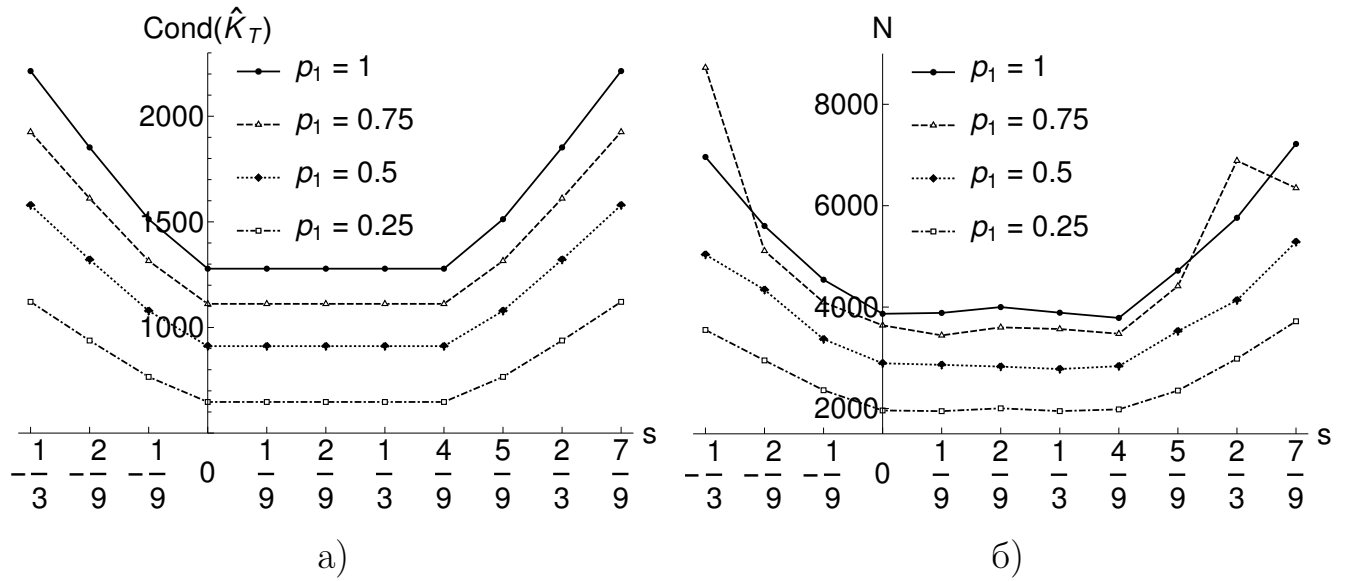 Cond(K̂_T)
p₁ = 1
p₁ = 0.75
p₁ = 0.5
p₁ = 0.25
2000
1500
1000
s
−1/3 −2/9 −1/9 0 1/9 2/9 1/3 4/9 5/9 2/3 7/9
а)
N
p₁ = 1
p₁ = 0.75
p₁ = 0.5
p₁ = 0.25
8000
6000
4000
2000
s
−1/3 −2/9 −1/9 0 1/9 2/9 1/3 4/9 5/9 2/3 7/9
б)